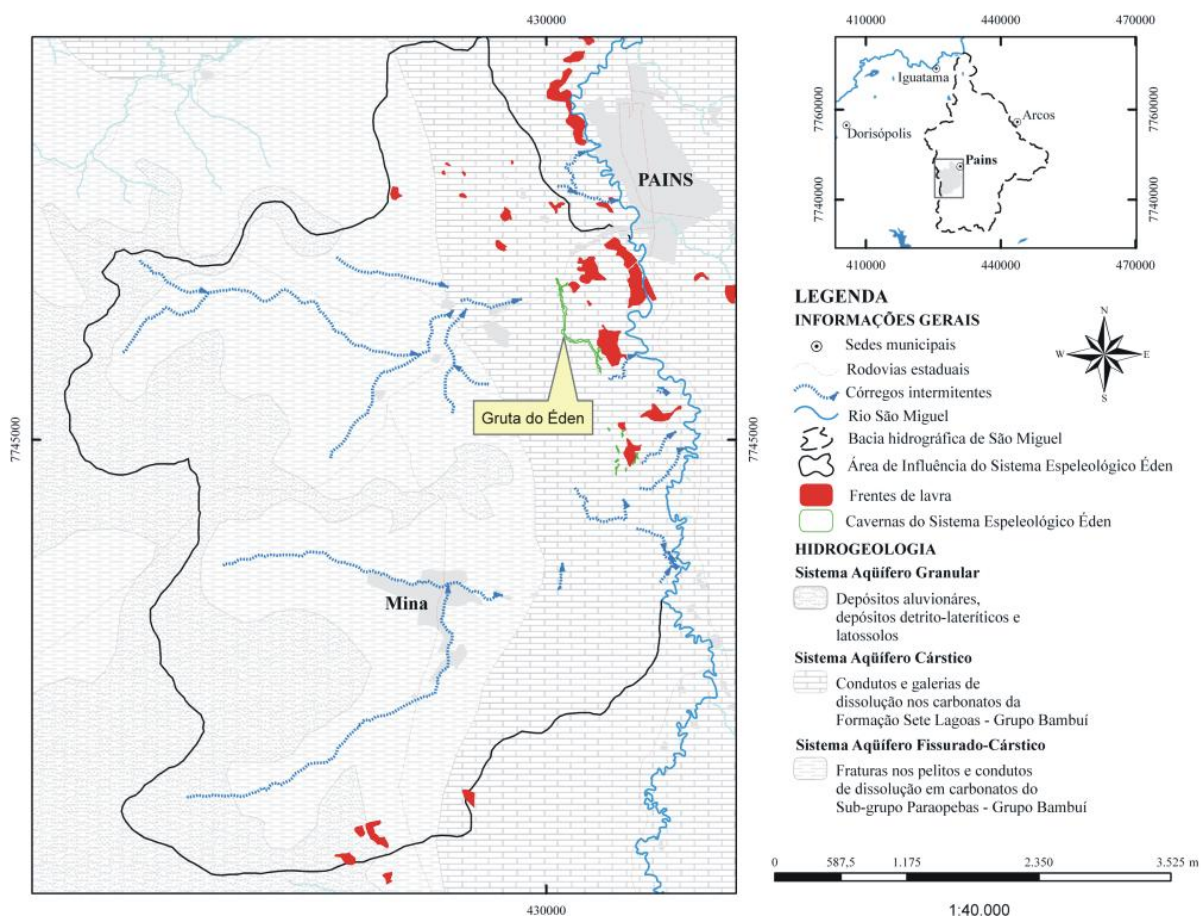 430000
PAINS
Gruta do Éden
Mina
7745000
7745000
430000
410000
440000
470000
7760000
7740000
7760000
7740000
410000
440000
470000
Iguatama
Arcos
Dorisópolis
Pains
LEGENDA
INFORMAÇÕES GERAIS
Sedes municipais
Rodovias estaduais
Córregos intermitentes
Rio São Miguel
Bacia hidrográfica de São Miguel
Área de Influência do Sistema Espeleológico Éden
Frentes de lavra
Cavernas do Sistema Espeleológico Éden
N
W
E
S
HIDROGEOLOGIA
Sistema Aqüífero Granular
Depósitos aluvionáres,
depósitos detrito-lateríticos e
latossolos
Sistema Aqüífero Cárstico
Condutos e galerias de
dissolução nos carbonatos da
Formação Sete Lagoas - Grupo Bambuí
Sistema Aqüífero Fissurado-Cárstico
Fraturas nos pelitos e condutos
de dissolução em carbonatos do
Sub-grupo Paraopebas - Grupo Bambuí
0 587,5 1.175 2.350 3.525 m
1:40.000